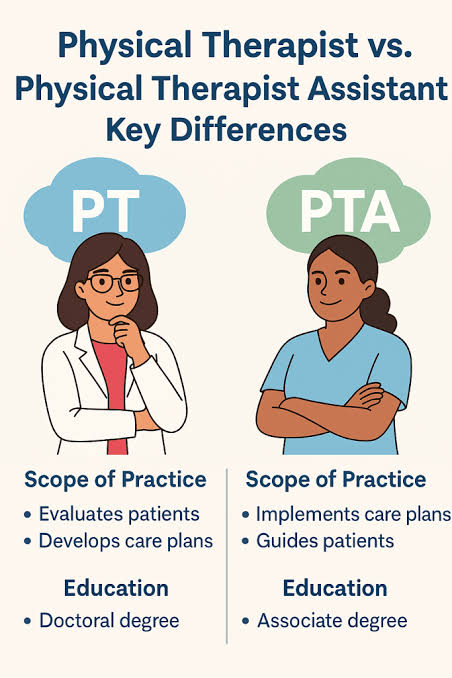 Physical Therapist vs.
Physical Therapist Assistant
Key Differences
PT
PTA
Scope of Practice
• Evaluates patients
• Develops care plans
Education
• Doctoral degree
Scope of Practice
• Implements care plans
• Guides patients
Education
• Associate degree